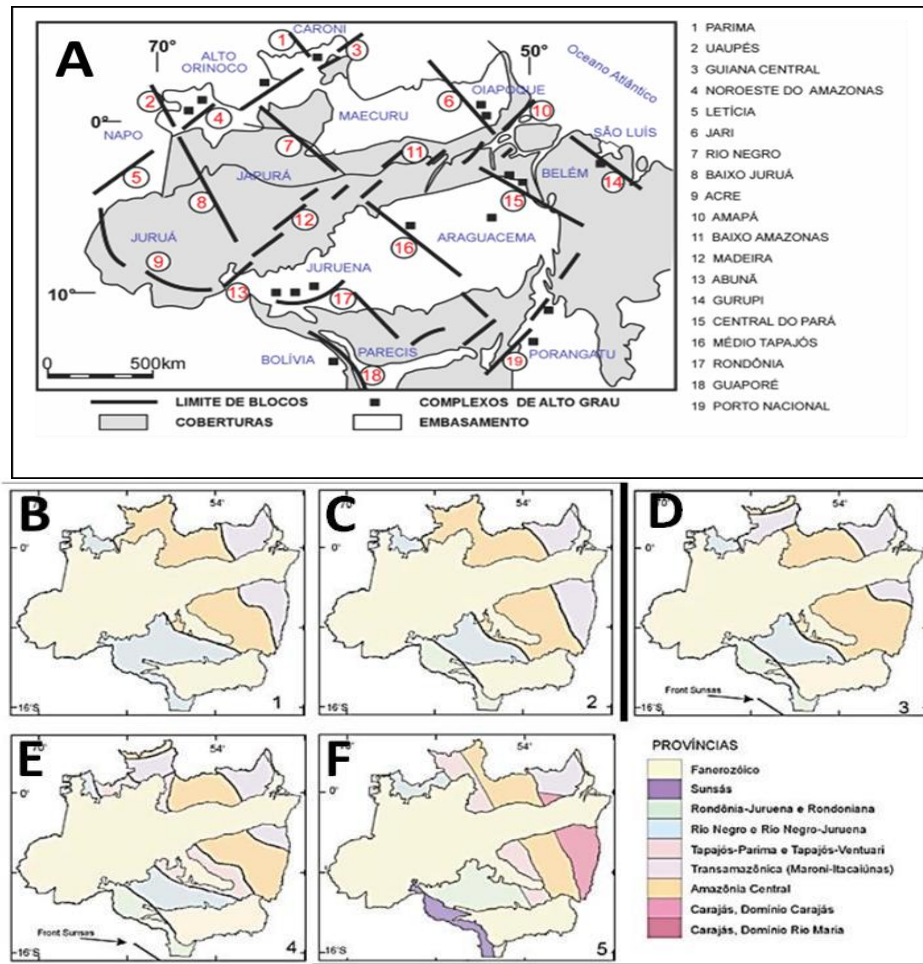 A
70°
50°
0°
10°
CARONI
ALTO
ORINOCO
OIAPOQUE
Oceano Atlântico
MAECURU
SÃO LUÍS
NAPO
JAPURÁ
BELÉM
JURUÁ
ARAGUACEMA
JURUENA
BOLÍVIA
PARECIS
PORANGATU
1
2
3
4
5
6
7
8
9
10
11
12
13
14
15
16
17
18
19
0 500km
LIMITE DE BLOCOS
COMPLEXOS DE ALTO GRAU
COBERTURAS
EMBASAMENTO
1 PARIMA
2 UAUPÉS
3 GUIANA CENTRAL
4 NOROESTE DO AMAZONAS
5 LETÍCIA
6 JARI
7 RIO NEGRO
8 BAIXO JURUÁ
9 ACRE
10 AMAPÁ
11 BAIXO AMAZONAS
12 MADEIRA
13 ABUNÃ
14 GURUPI
15 CENTRAL DO PARÁ
16 MÉDIO TAPAJÓS
17 RONDÔNIA
18 GUAPORÉ
19 PORTO NACIONAL
B
54'
0'
16'S
1
C
54'
0'
16'S
2
D
54'
0'
16'S
Front Sunsas
3
E
70'
54'
0'
16'S
Front Sunsas
4
F
54'
0'
16'S
5
PROVÍNCIAS
Fanerozóico
Sunsás
Rondônia-Juruena e Rondoniana
Rio Negro e Rio Negro-Juruena
Tapajós-Parima e Tapajós-Ventuari
Transamazônica (Maroni-Itacaiúnas)
Amazônia Central
Carajás, Domínio Carajás
Carajás, Domínio Rio Maria